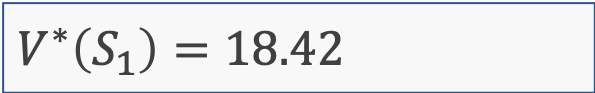 V*(S₁) = 18.42